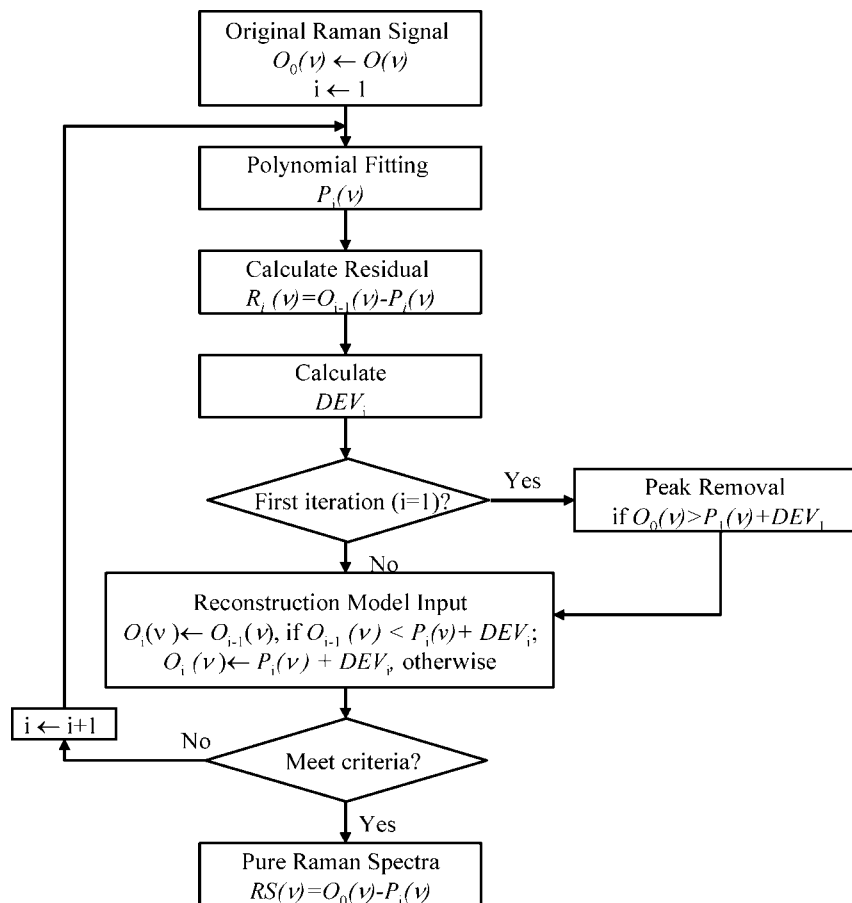 Original Raman Signal
O₀(ν) ← O(ν)
i ← 1
Polynomial Fitting
Pᵢ(ν)
Calculate Residual
Rᵢ (ν)=Oᵢ₋₁(ν)-Pᵢ(ν)
Calculate
DEVᵢ
First iteration (i=1)?
Yes
Peak Removal
if O₀(ν)>P₁(ν)+DEV₁
No
Reconstruction Model Input
Oᵢ(ν)← Oᵢ₋₁(ν), if Oᵢ₋₁ (ν) < Pᵢ(ν)+ DEVᵢ;
Oᵢ (ν)← Pᵢ(ν) + DEVᵢ, otherwise
i ← i+1
No
Meet criteria?
Yes
Pure Raman Spectra
RS(ν)=O₀(ν)-Pᵢ(ν)